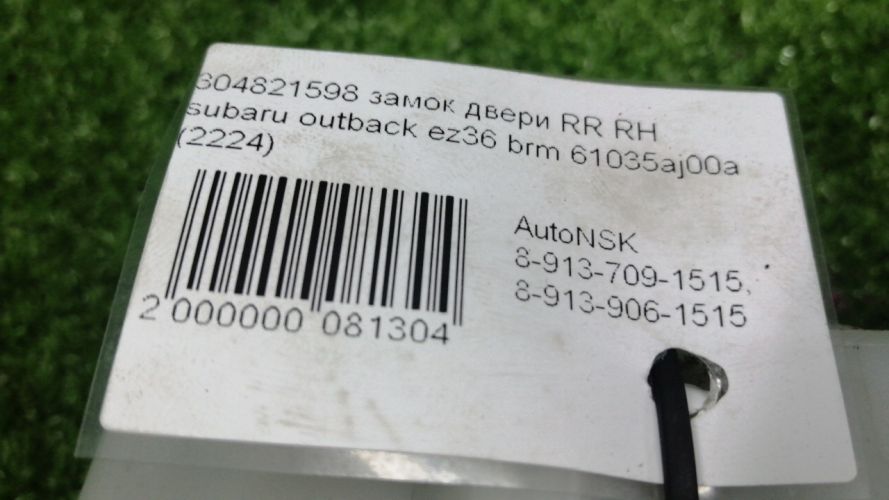 604821598 замок двери RR RH
subaru outback ez36 brm 61035aj00a
(2224)
2 000000 081304
AutoNSK
8-913-709-1515,
8-913-906-1515